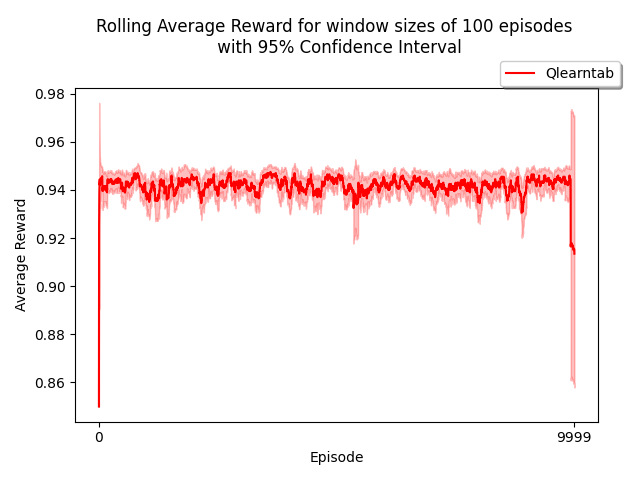 Rolling Average Reward for window sizes of 100 episodes
with 95% Confidence Interval
Qlearntab
0.98
0.96
0.94
0.92
0.90
0.88
0.86
Average Reward
0
9999
Episode